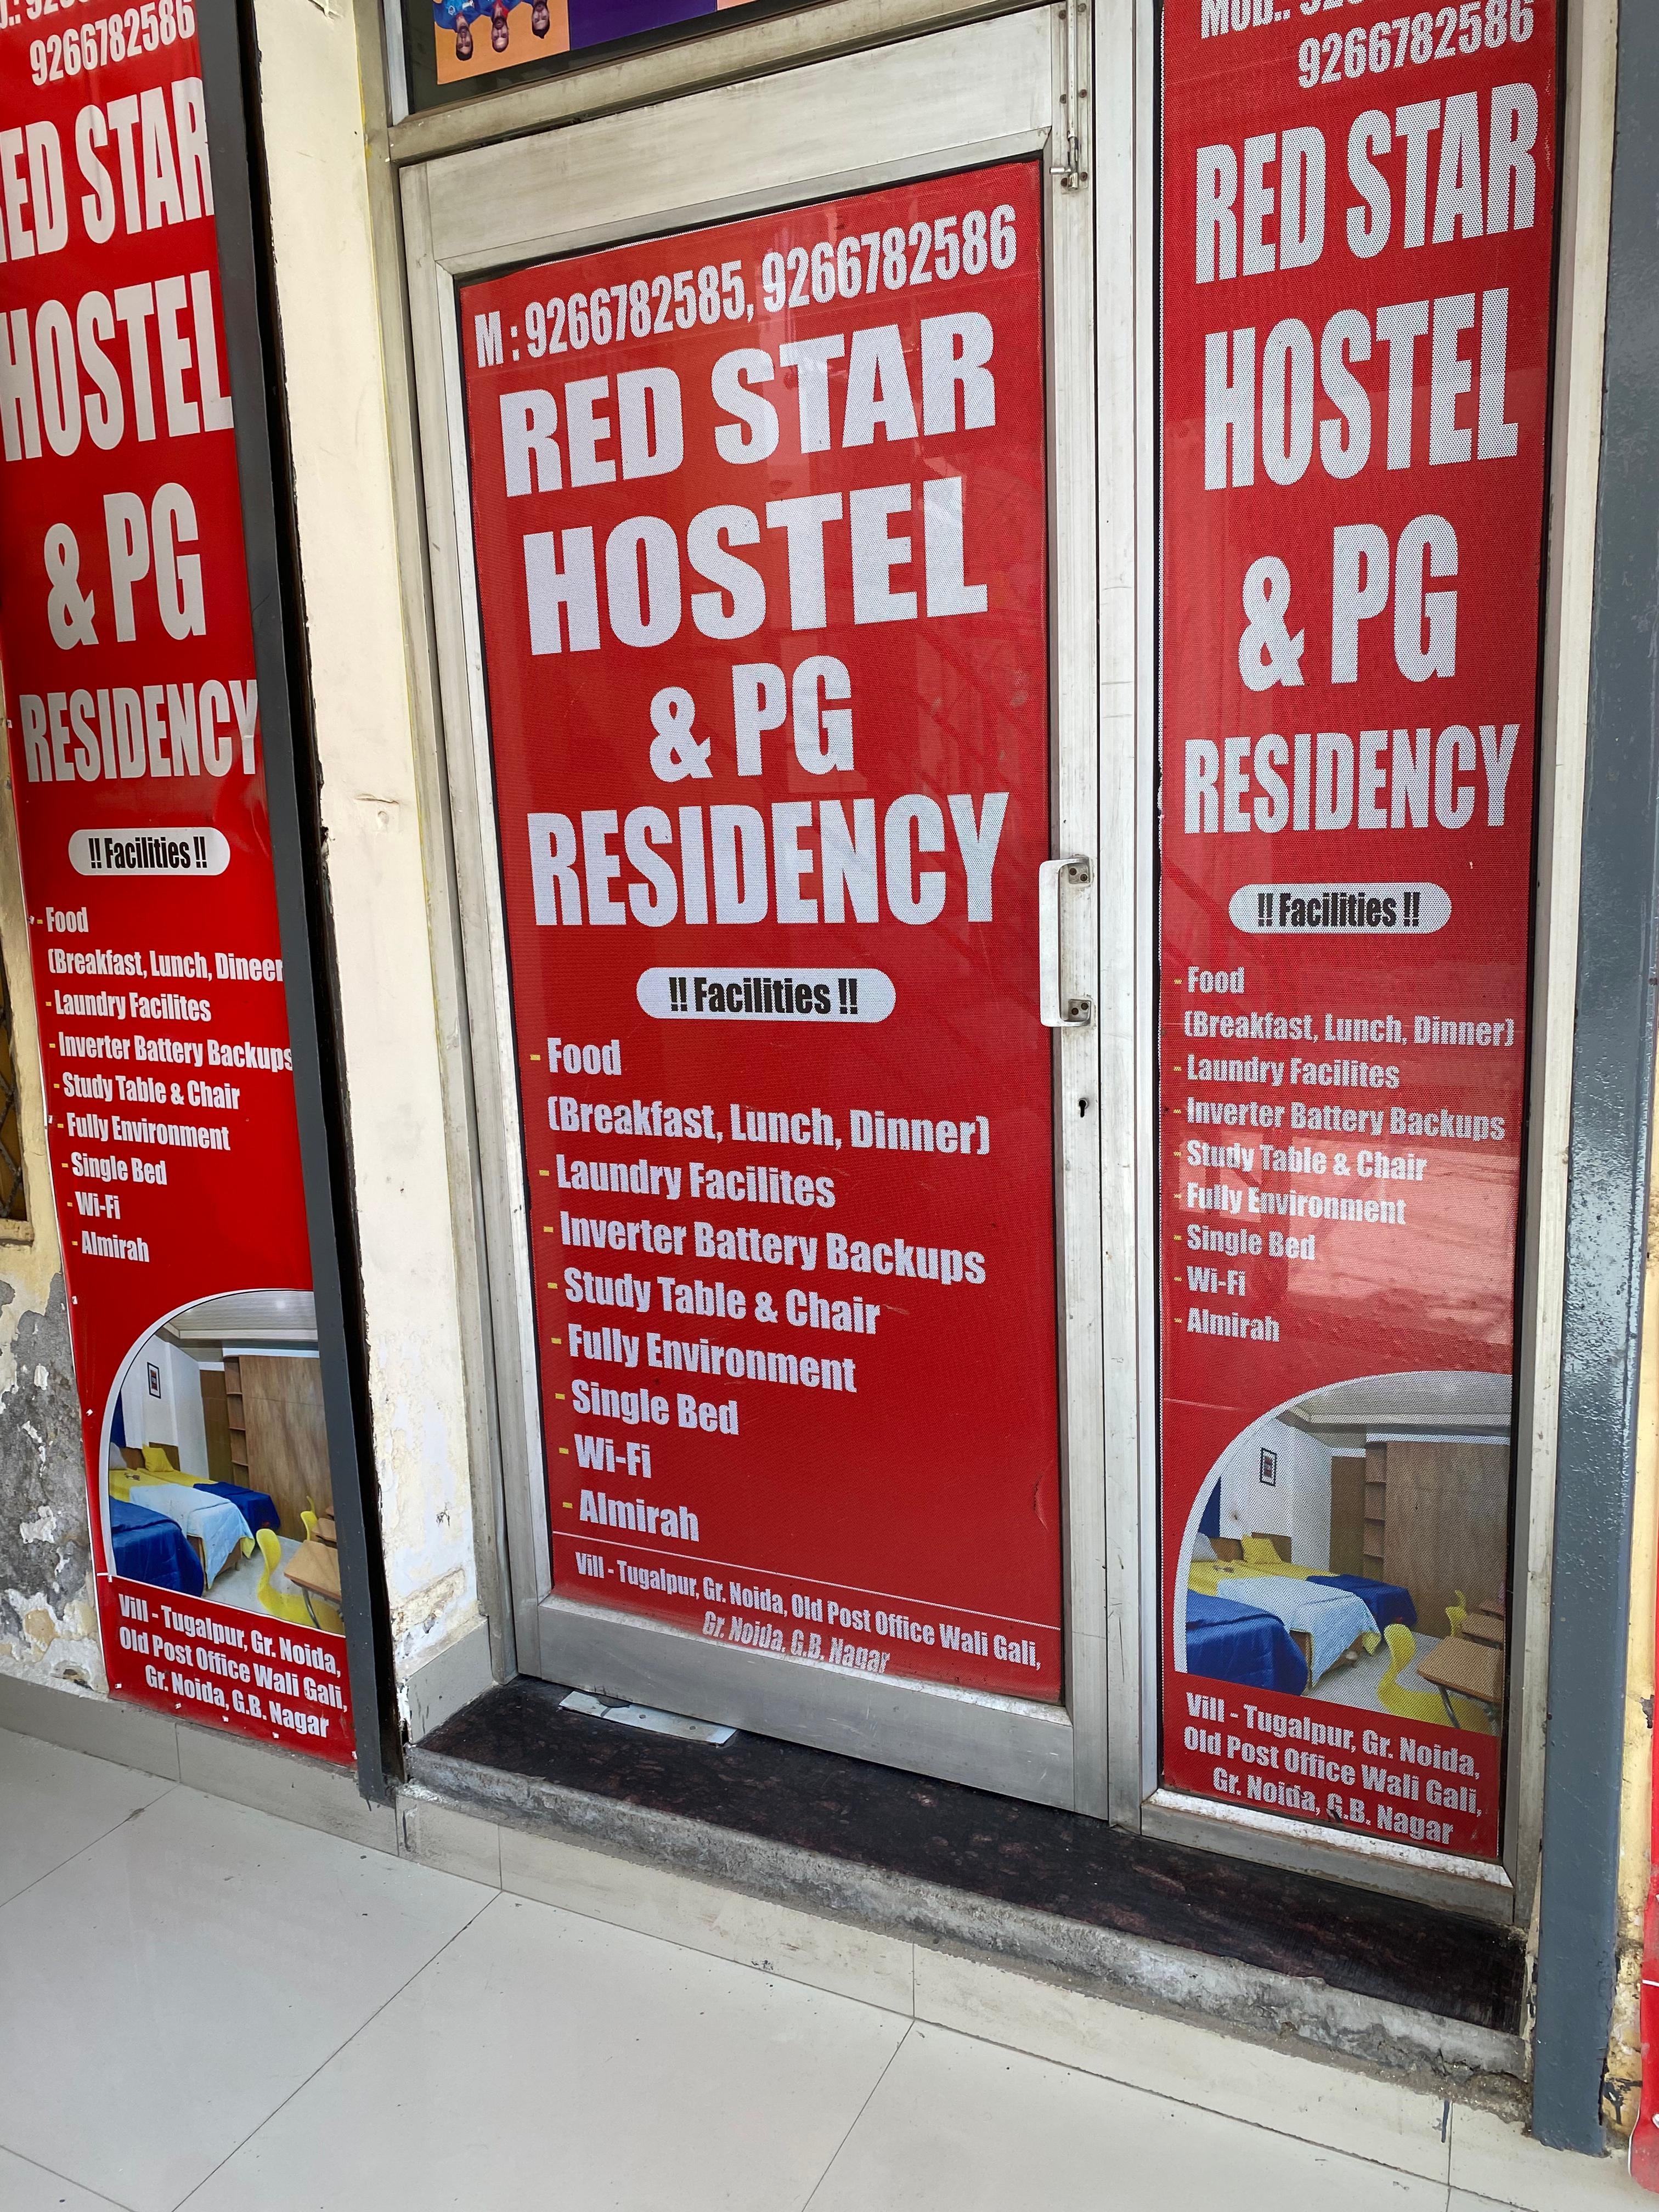 9266782586
RED STAR
HOSTEL
& PG
RESIDENCY
!! Facilities !!
- Food
(Breakfast, Lunch, Dineer
- Laundry Facilites
- Inverter Battery Backups
- Study Table & Chair
- Fully Environment
- Single Bed
- Wi-Fi
- Almirah
Vill - Tugalpur, Gr. Noida,
Old Post Office Wali Gali,
Gr. Noida, G.B. Nagar
M : 9266782585, 9266782586
RED STAR
HOSTEL
& PG
RESIDENCY
!! Facilities !!
- Food
(Breakfast, Lunch, Dinner)
- Laundry Facilites
- Inverter Battery Backups
- Study Table & Chair
- Fully Environment
- Single Bed
- Wi-Fi
- Almirah
Vill - Tugalpur, Gr. Noida, Old Post Office Wali Gali,
Gr. Noida, G.B. Nagar
Mob.:
9266782586
RED STAR
HOSTEL
& PG
RESIDENCY
!! Facilities !!
- Food
(Breakfast, Lunch, Dinner)
- Laundry Facilites
- Inverter Battery Backups
- Study Table & Chair
- Fully Environment
- Single Bed
- Wi-Fi
- Almirah
Vill - Tugalpur, Gr. Noida,
Old Post Office Wali Gali,
Gr. Noida, G.B. Nagar